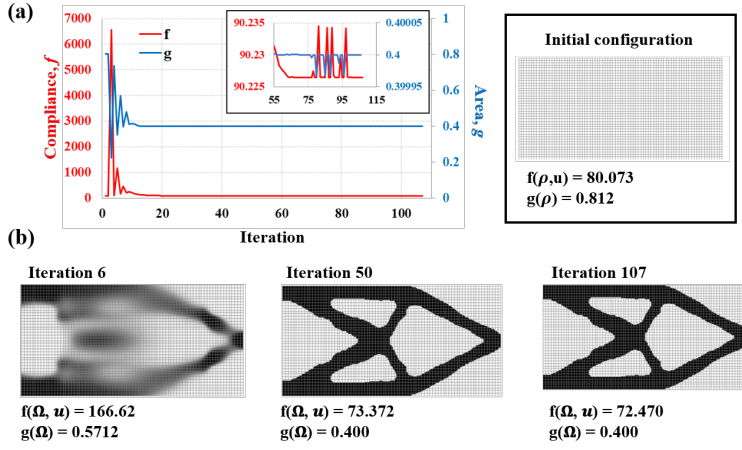 (a)
7000
6000
5000
4000
3000
2000
1000
0
Compliance, f
f
g
90.235
90.23
90.225
0.40005
0.4
0.39995
55
75
95
115
1
0.8
0.6
0.4
0.2
0
Area, g
0
20
40
60
80
100
Iteration
Initial configuration
f(ρ,u) = 80.073
g(ρ) = 0.812
(b)
Iteration 6
f(Ω, u) = 166.62
g(Ω) = 0.5712
Iteration 50
f(Ω, u) = 73.372
g(Ω) = 0.400
Iteration 107
f(Ω, u) = 72.470
g(Ω) = 0.400